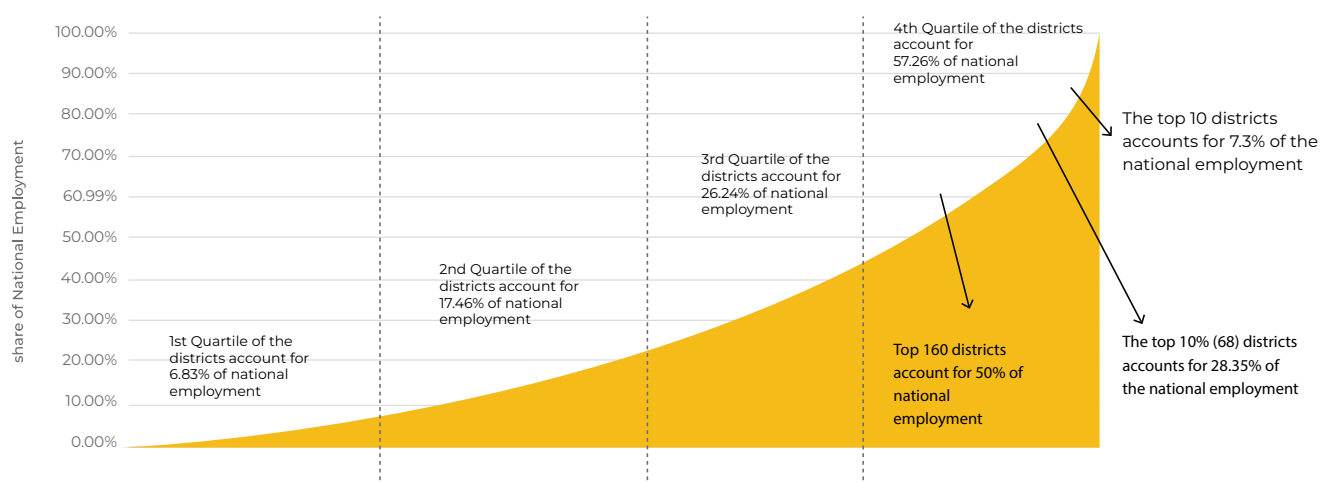 share of National Employment
100.00%
90.00%
80.00%
70.00%
60.99%
50.00%
40.00%
30.00%
20.00%
10.00%
0.00%
1st Quartile of the
districts account for
6.83% of national
employment
2nd Quartile of the
districts account for
17.46% of national
employment
3rd Quartile of the
districts account for
26.24% of national
employment
4th Quartile of the districts
account for
57.26% of national
employment
The top 10 districts
accounts for 7.3% of the
national employment
Top 160 districts
account for 50% of
national
employment
The top 10% (68) districts
accounts for 28.35% of
the national employment